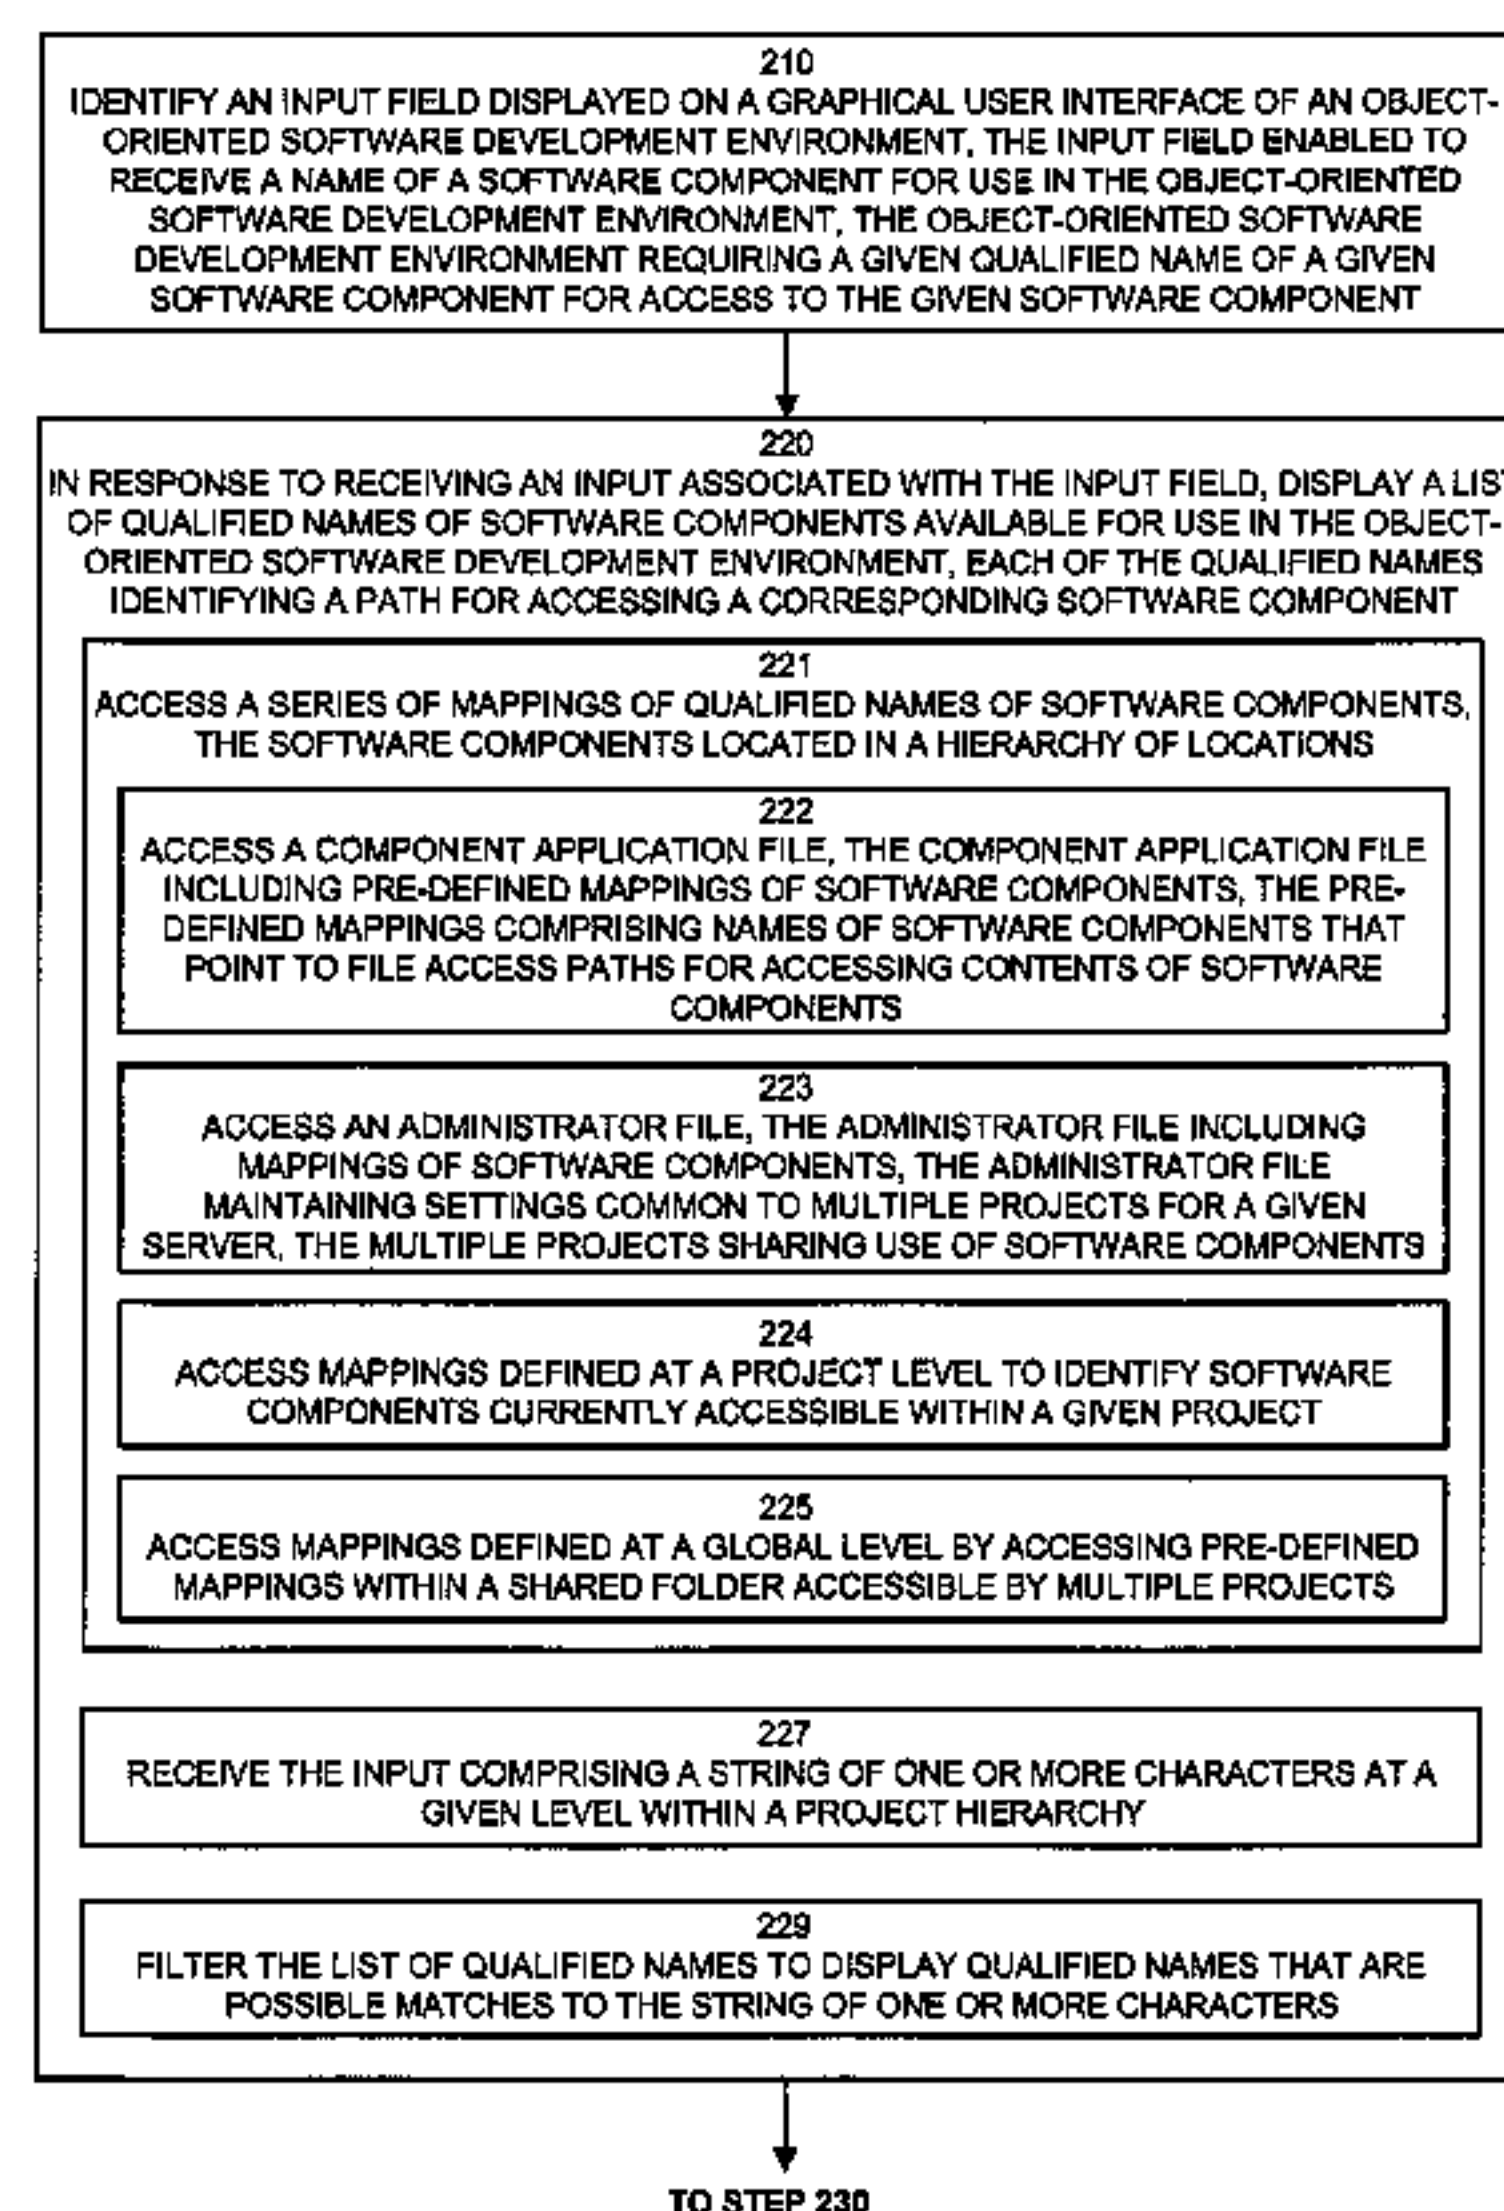 210
IDENTIFY AN INPUT FIELD DISPLAYED ON A GRAPHICAL USER INTERFACE OF AN OBJECT-
ORIENTED SOFTWARE DEVELOPMENT ENVIRONMENT, THE INPUT FIELD ENABLED TO
RECEIVE A NAME OF A SOFTWARE COMPONENT FOR USE IN THE OBJECT-ORIENTED
SOFTWARE DEVELOPMENT ENVIRONMENT, THE OBJECT-ORIENTED SOFTWARE
DEVELOPMENT ENVIRONMENT REQUIRING A GIVEN QUALIFIED NAME OF A GIVEN
SOFTWARE COMPONENT FOR ACCESS TO THE GIVEN SOFTWARE COMPONENT
220
IN RESPONSE TO RECEIVING AN INPUT ASSOCIATED WITH THE INPUT FIELD, DISPLAY A LIST
OF QUALIFIED NAMES OF SOFTWARE COMPONENTS AVAILABLE FOR USE IN THE OBJECT-
ORIENTED SOFTWARE DEVELOPMENT ENVIRONMENT, EACH OF THE QUALIFIED NAMES
IDENTIFYING A PATH FOR ACCESSING A CORRESPONDING SOFTWARE COMPONENT
221
ACCESS A SERIES OF MAPPINGS OF QUALIFIED NAMES OF SOFTWARE COMPONENTS,
THE SOFTWARE COMPONENTS LOCATED IN A HIERARCHY OF LOCATIONS
222
ACCESS A COMPONENT APPLICATION FILE, THE COMPONENT APPLICATION FILE
INCLUDING PRE-DEFINED MAPPINGS OF SOFTWARE COMPONENTS, THE PRE-
DEFINED MAPPINGS COMPRISING NAMES OF SOFTWARE COMPONENTS THAT
POINT TO FILE ACCESS PATHS FOR ACCESSING CONTENTS OF SOFTWARE
COMPONENTS
223
ACCESS AN ADMINISTRATOR FILE, THE ADMINISTRATOR FILE INCLUDING
MAPPINGS OF SOFTWARE COMPONENTS, THE ADMINISTRATOR FILE
MAINTAINING SETTINGS COMMON TO MULTIPLE PROJECTS FOR A GIVEN
SERVER, THE MULTIPLE PROJECTS SHARING USE OF SOFTWARE COMPONENTS
224
ACCESS MAPPINGS DEFINED AT A PROJECT LEVEL TO IDENTIFY SOFTWARE
COMPONENTS CURRENTLY ACCESSIBLE WITHIN A GIVEN PROJECT
225
ACCESS MAPPINGS DEFINED AT A GLOBAL LEVEL BY ACCESSING PRE-DEFINED
MAPPINGS WITHIN A SHARED FOLDER ACCESSIBLE BY MULTIPLE PROJECTS
227
RECEIVE THE INPUT COMPRISING A STRING OF ONE OR MORE CHARACTERS AT A
GIVEN LEVEL WITHIN A PROJECT HIERARCHY
229
FILTER THE LIST OF QUALIFIED NAMES TO DISPLAY QUALIFIED NAMES THAT ARE
POSSIBLE MATCHES TO THE STRING OF ONE OR MORE CHARACTERS
TO STEP 230